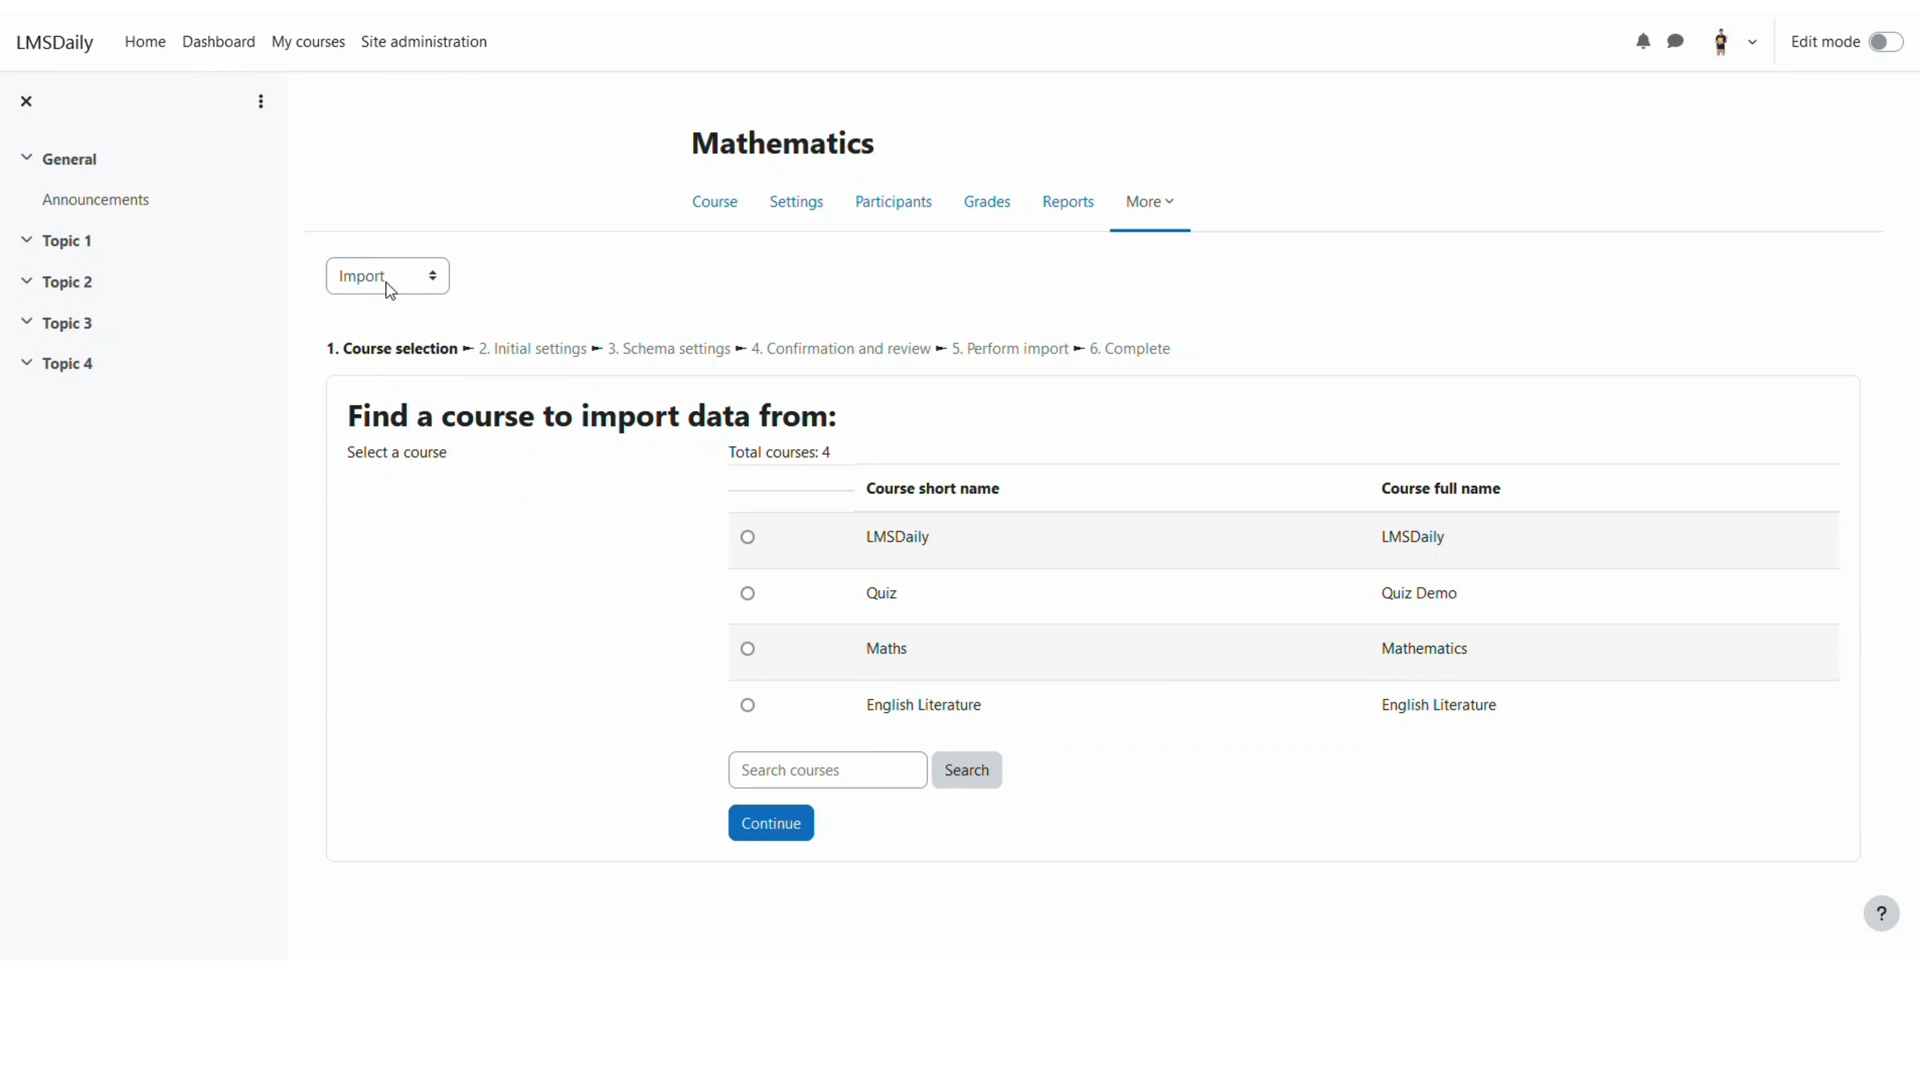 LMSDaily Home Dashboard My courses Site administration Edit mode
General
Announcements
Topic 1
Topic 2
Topic 3
Topic 4
Mathematics
Course Settings Participants Grades Reports More
Import
1. Course selection ► 2. Initial settings ► 3. Schema settings ► 4. Confirmation and review ► 5. Perform import ► 6. Complete
Find a course to import data from:
Select a course Total courses: 4
Course short name Course full name
LMSDaily LMSDaily
Quiz Quiz Demo
Maths Mathematics
English Literature English Literature
Search courses Search
Continue
?